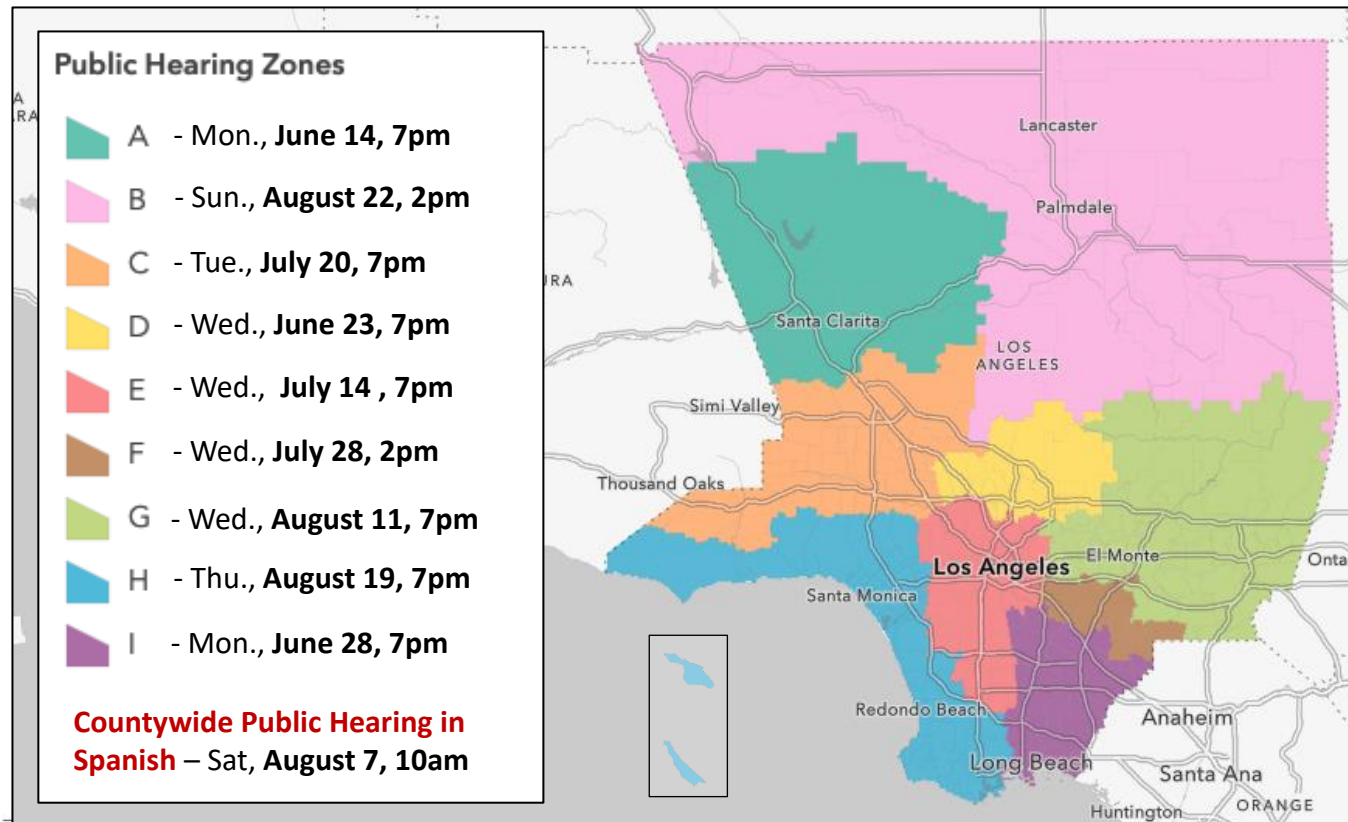 Public Hearing Zones
A - Mon., June 14, 7pm
B - Sun., August 22, 2pm
C - Tue., July 20, 7pm
D - Wed., June 23, 7pm
E - Wed., July 14 , 7pm
F - Wed., July 28, 2pm
G - Wed., August 11, 7pm
H - Thu., August 19, 7pm
I - Mon., June 28, 7pm
Countywide Public Hearing in
Spanish – Sat, August 7, 10am
A
RA
URA
Lancaster
Palmdale
Santa Clarita
LOS
ANGELES
Simi Valley
Thousand Oaks
El Monte
Los Angeles
Onta
Santa Monica
Redondo Beach
Anaheim
Long Beach
Santa Ana
ORANGE
Huntington